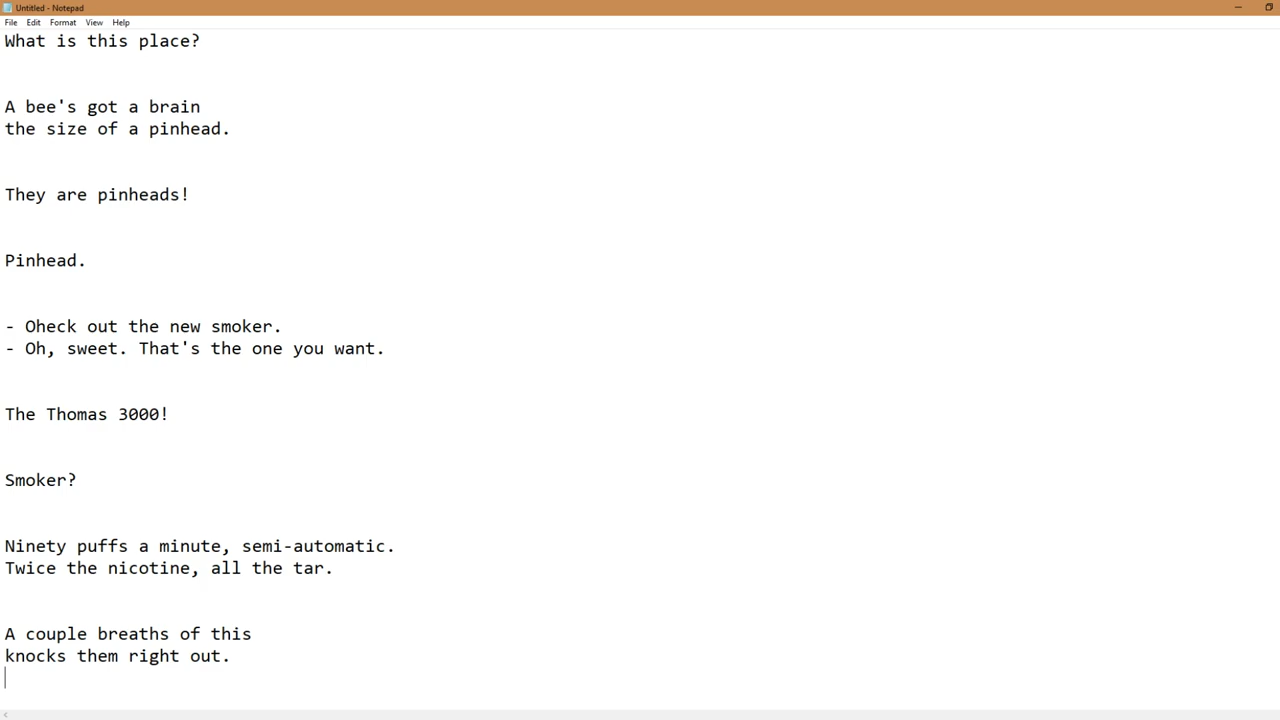 Untitled - Notepad
File Edit Format View Help
What is this place?
A bee's got a brain
the size of a pinhead.
They are pinheads!
Pinhead.
- Oheck out the new smoker.
- Oh, sweet. That's the one you want.
The Thomas 3000!
Smoker?
Ninety puffs a minute, semi-automatic.
Twice the nicotine, all the tar.
A couple breaths of this
knocks them right out.